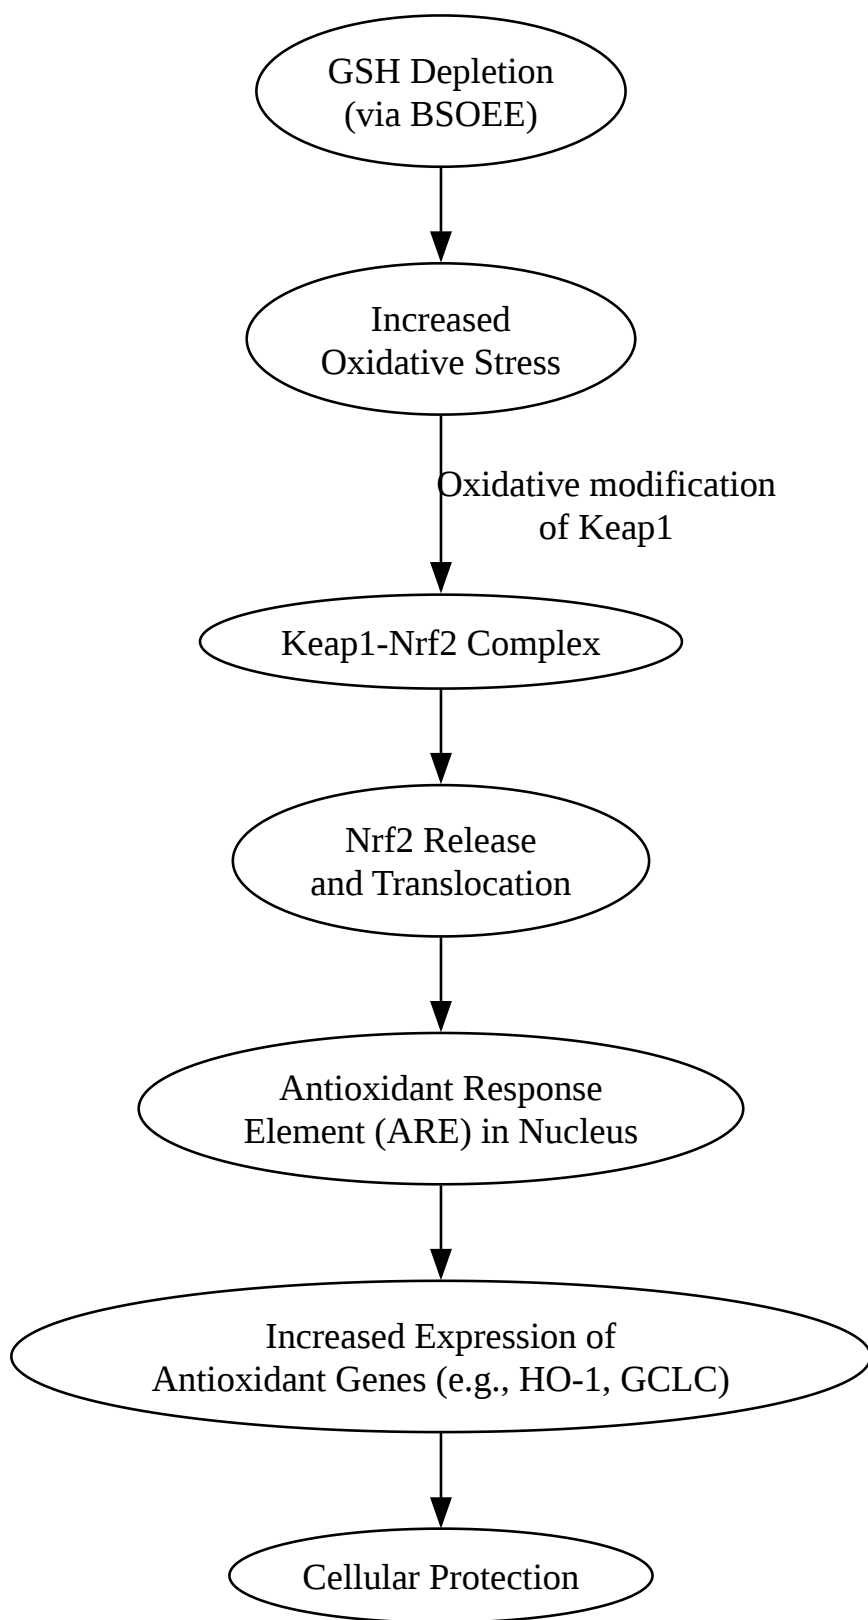 GSH Depletion
(via BSOEE)
Increased
Oxidative Stress
Oxidative modification
of Keap1
Keap1-Nrf2 Complex
Nrf2 Release
and Translocation
Antioxidant Response
Element (ARE) in Nucleus
Increased Expression of
Antioxidant Genes (e.g., HO-1, GCLC)
Cellular Protection